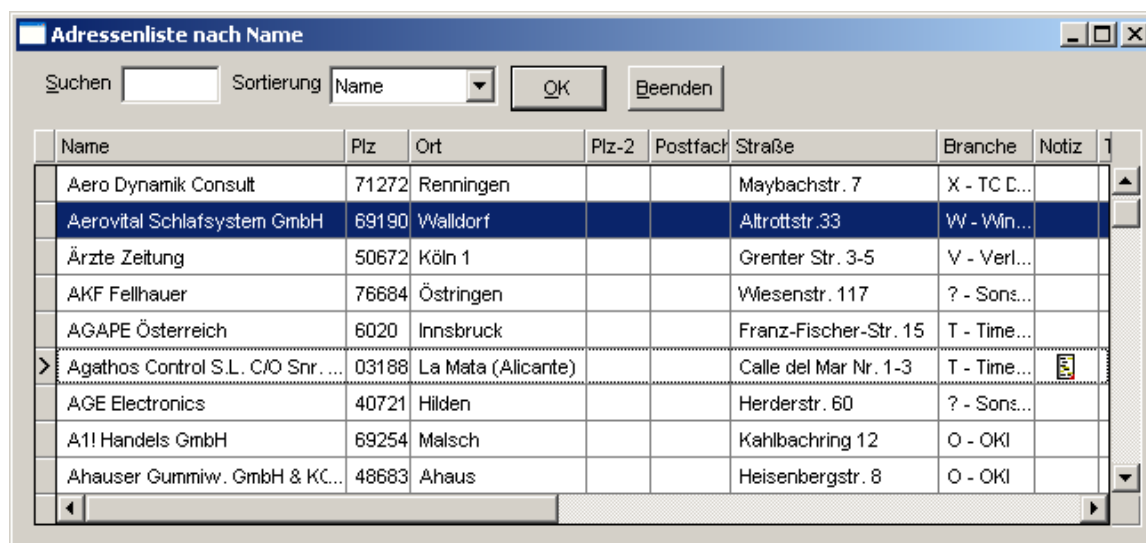 Adressenliste nach Name
Suchen Sortierung Name OK Beenden
Name Plz Ort Plz-2 Postfach Straße Branche Notiz T
Aero Dynamik Consult 71272 Renningen Maybachstr. 7 X - TC D...
Aerovital Schlafsystem GmbH 69190 Walldorf Altrottstr.33 W - Win...
Ärzte Zeitung 50672 Köln 1 Grenter Str. 3-5 V - Verl...
AKF Fellhauer 76684 Östringen Wiesenstr. 117 ? - Sons...
AGAPE Österreich 6020 Innsbruck Franz-Fischer-Str. 15 T - Time...
> Agathos Control S.L. C/O Snr. ... 03188 La Mata (Alicante) Calle del Mar Nr. 1-3 T - Time...
AGE Electronics 40721 Hilden Herderstr. 60 ? - Sons...
A1! Handels GmbH 69254 Malsch Kahlbachring 12 O - OKI
Ahauser Gummiw. GmbH & KC... 48683 Ahaus Heisenbergstr. 8 O - OKI